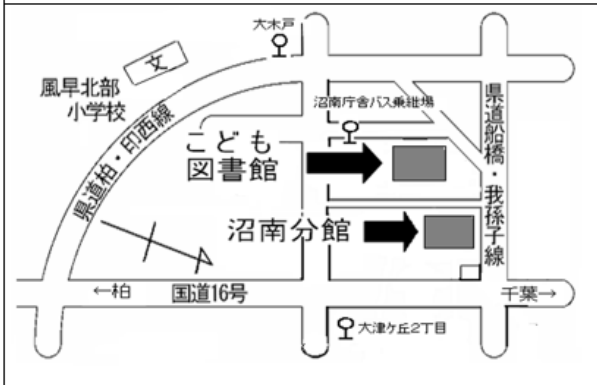 大木戸
文
風早北部
小学校
沼南庁舎バス乗継場
県道柏・印西線
こども
図書館
県道船橋・我孫子線
沼南分館
←柏
国道16号
千葉→
大津ケ丘2丁目